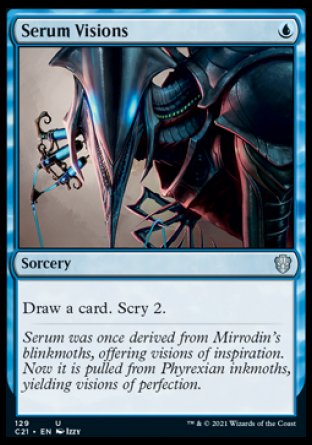 Serum Visions
Sorcery
Draw a card. Scry 2.
Serum was once derived from Mirrodin's
blinkmoths, offering visions of inspiration.
Now it is pulled from Phyrexian inkmoths,
yielding visions of perfection.
129 U
C21 • EN Izzy
™ & © 2021 Wizards of the Coast